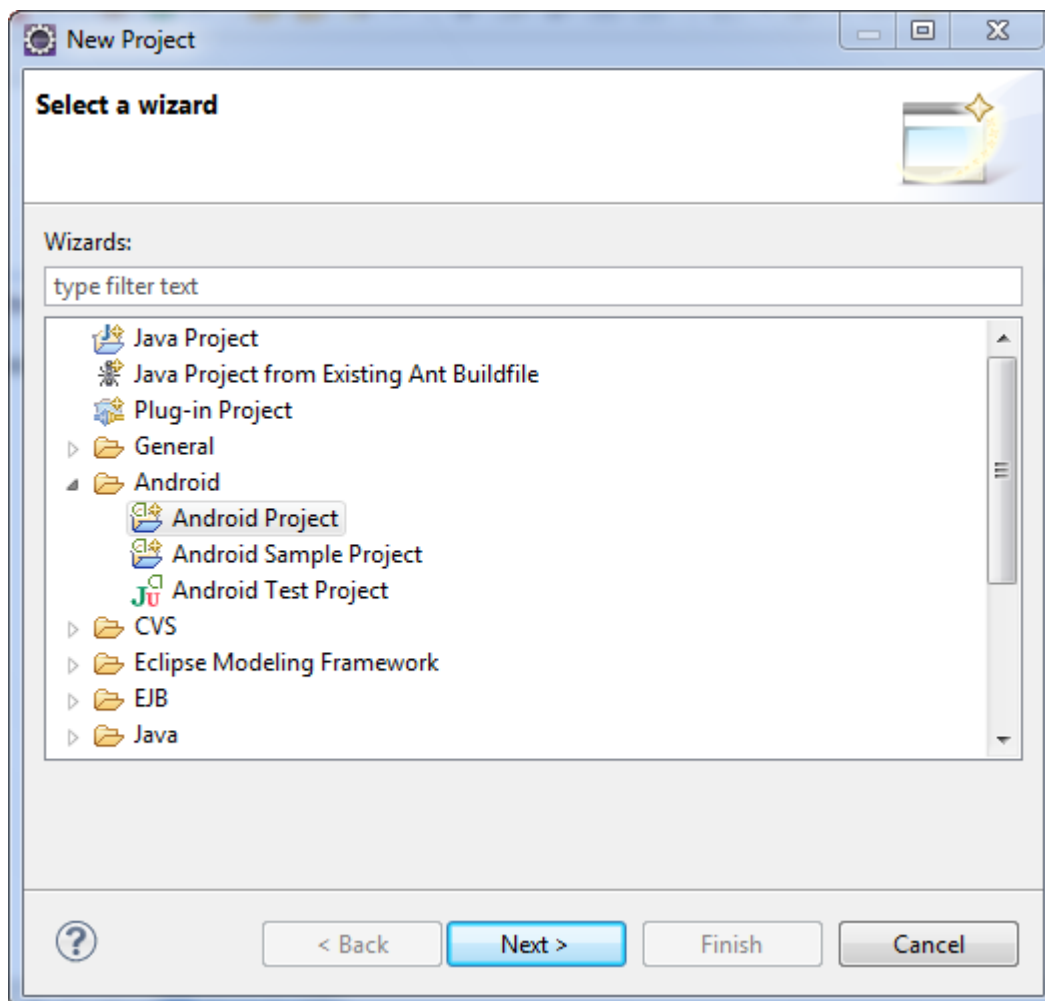 New Project
Select a wizard
Wizards:
type filter text
Java Project
Java Project from Existing Ant Buildfile
Plug-in Project
General
Android
Android Project
Android Sample Project
Android Test Project
CVS
Eclipse Modeling Framework
EJB
Java
< Back Next > Finish Cancel